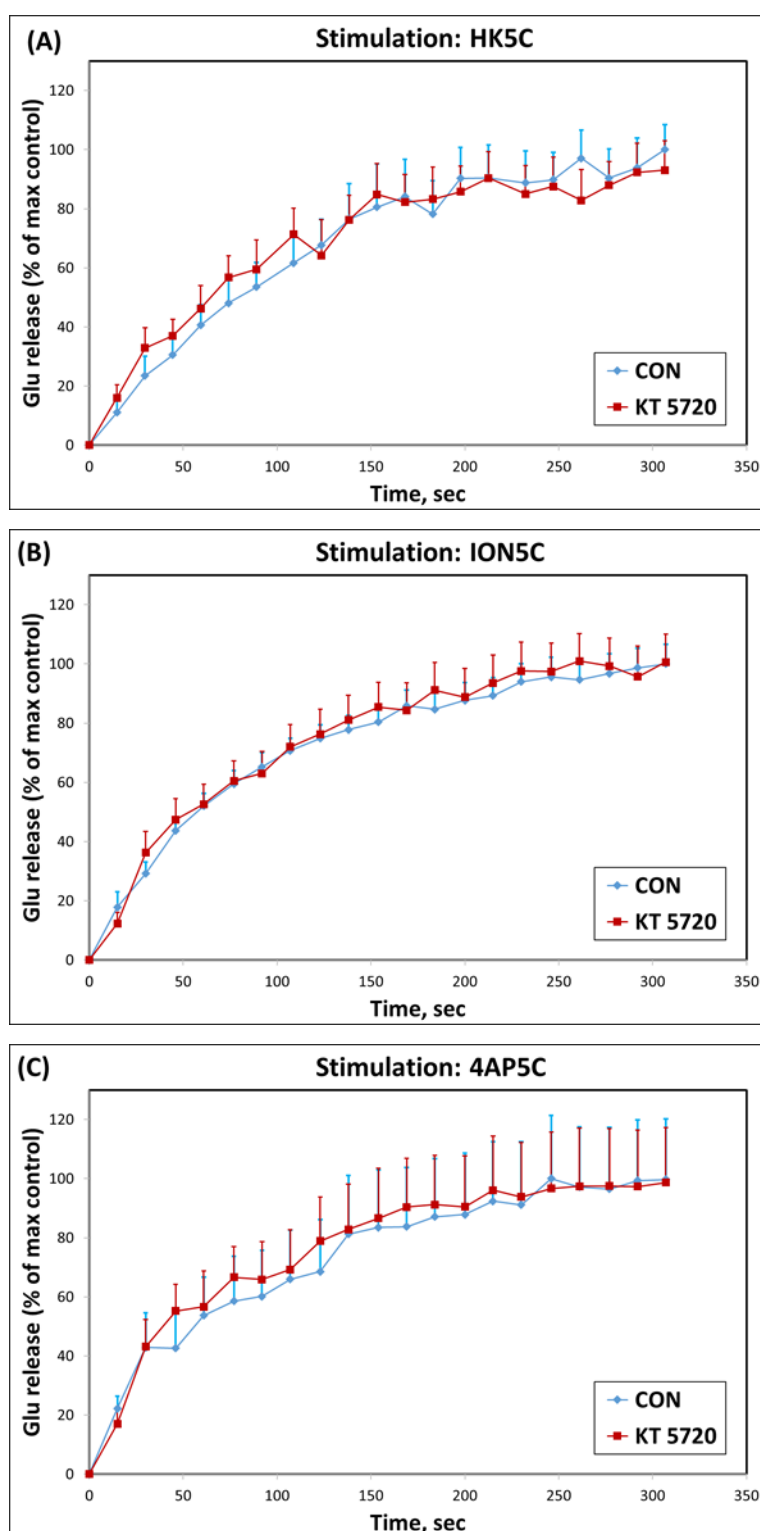 (A)
Stimulation: HK5C
Glu release (% of max control)
120
100
80
60
40
20
0
0 50 100 150 200 250 300 350
Time, sec
CON
KT 5720
(B)
Stimulation: ION5C
Glu release (% of max control)
120
100
80
60
40
20
0
0 50 100 150 200 250 300 350
Time, sec
CON
KT 5720
(C)
Stimulation: 4AP5C
Glu release (% of max control)
120
100
80
60
40
20
0
0 50 100 150 200 250 300 350
Time, sec
CON
KT 5720